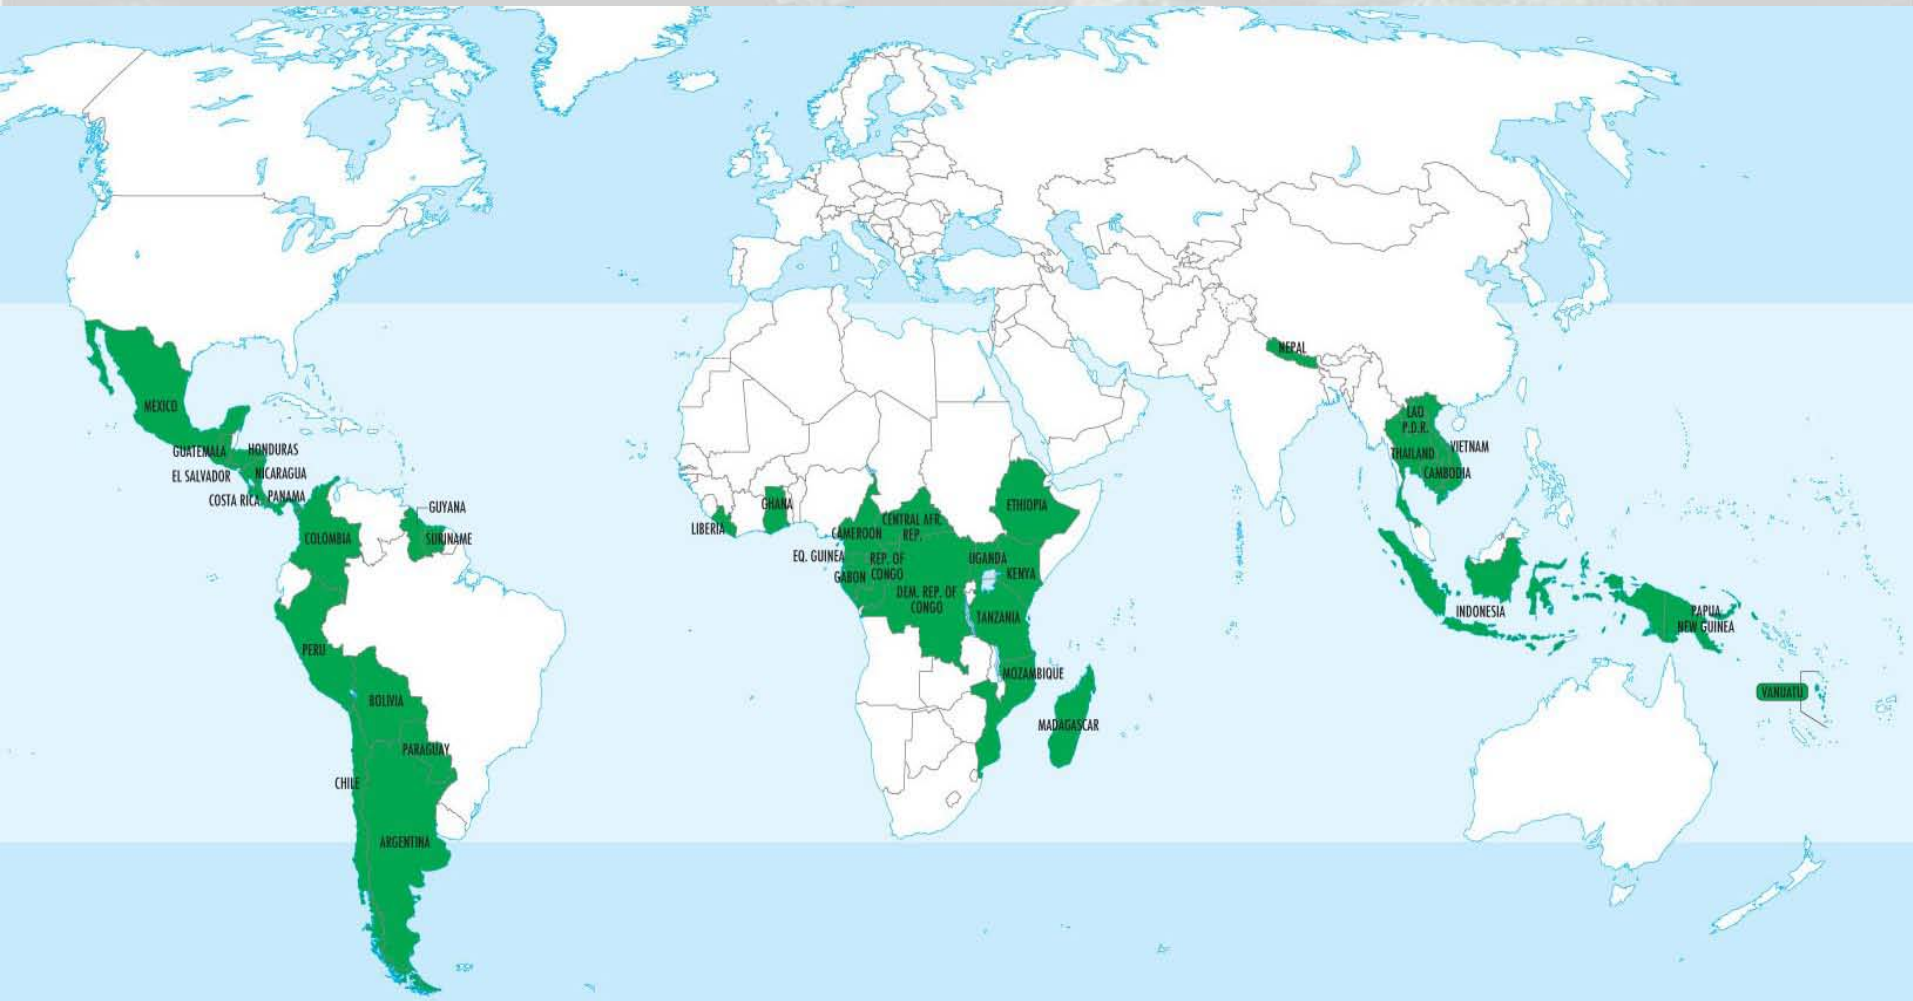 MEXICO
GUATEMALA
HONDURAS
EL SALVADOR
NICARAGUA
COSTA RICA
PANAMA
GUYANA
COLOMBIA
SURINAME
PERU
BOLIVIA
PARAGUAY
CHILE
ARGENTINA
LIBERIA
GHANA
CAMEROON
CENTRAL AFR.
REP.
ETHIOPIA
EQ. GUINEA
REP. OF
CONGO
GABON
UGANDA
KENYA
DEM. REP. OF
CONGO
TANZANIA
MOZAMBIQUE
MADAGASCAR
NEPAL
LAO
P.D.R.
THAILAND
VIETNAM
CAMBODIA
INDONESIA
PAPUA
NEW GUINEA
VANUATU